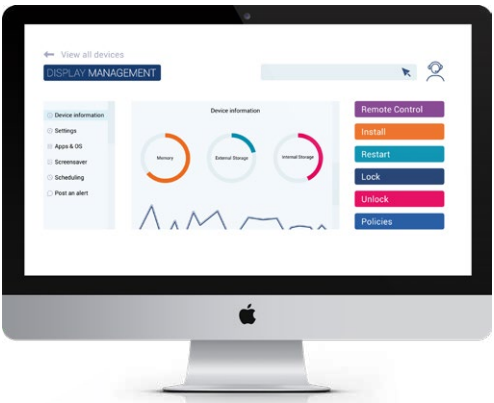 View all devices
DISPLAY MANAGEMENT
Device information
Settings
Apps & OS
Screensaver
Scheduling
Post an alert
Device information
Memory
External Storage
Internal Storage
Remote Control
Install
Restart
Lock
Unlock
Policies